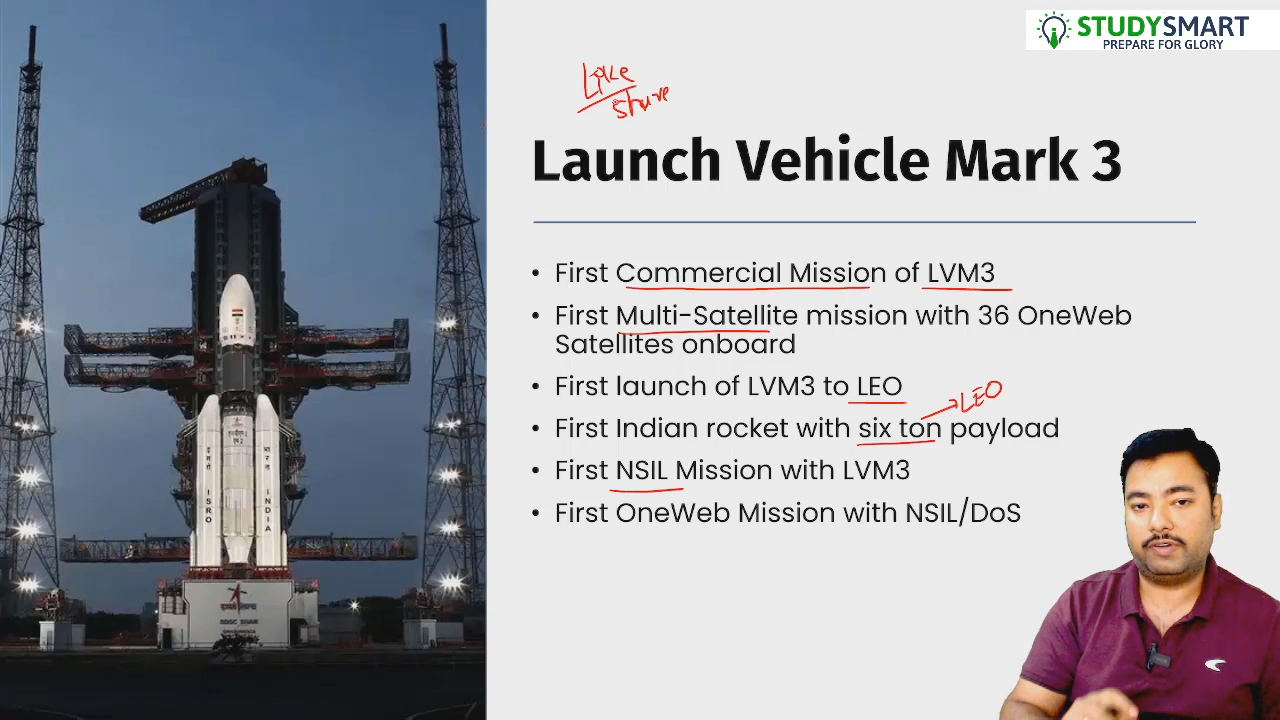 STUDYSMART
PREPARE FOR GLORY
Like
Share
Launch Vehicle Mark 3
• First Commercial Mission of LVM3
• First Multi-Satellite mission with 36 OneWeb
Satellites onboard
• First launch of LVM3 to LEO
LEO
• First Indian rocket with six ton payload
• First NSIL Mission with LVM3
• First OneWeb Mission with NSIL/DoS
ISRO
INDIA